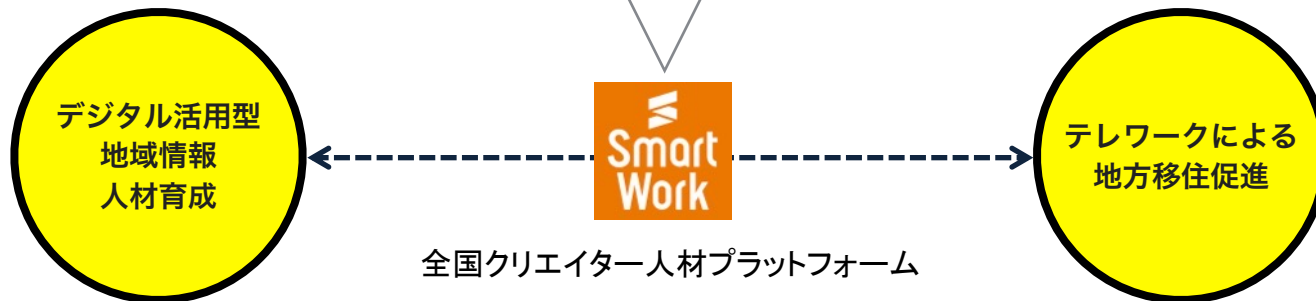 デジタル活用型
地域情報
人材育成
Smart
Work
テレワークによる
地方移住促進
全国クリエイター人材プラットフォーム